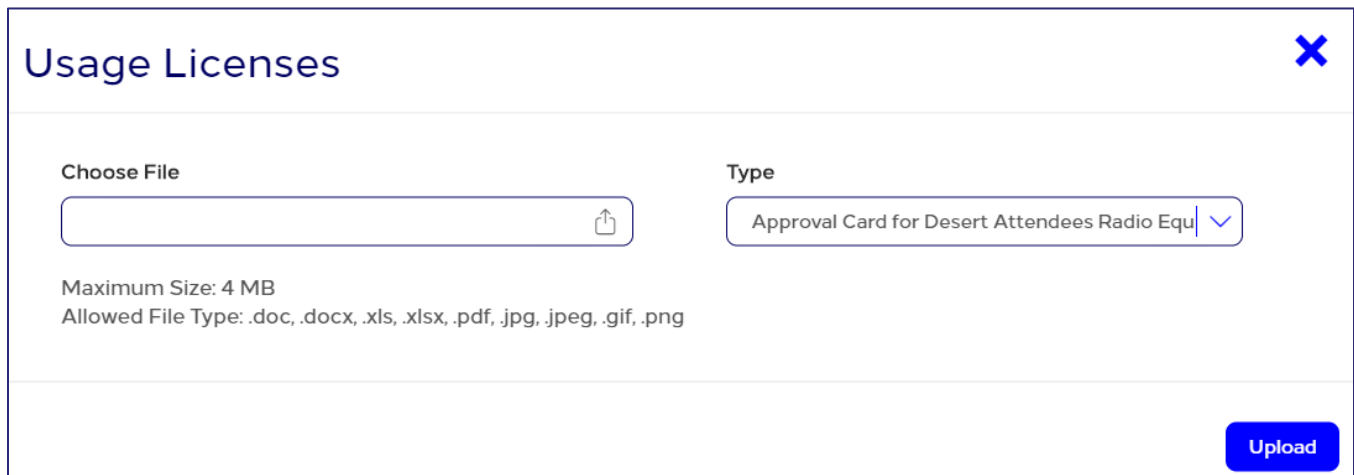 Usage Licenses
Choose File
Type
Approval Card for Desert Attendees Radio Equ
Maximum Size: 4 MB
Allowed File Type: .doc, .docx, .xls, .xlsx, .pdf, .jpg, .jpeg, .gif, .png
Upload